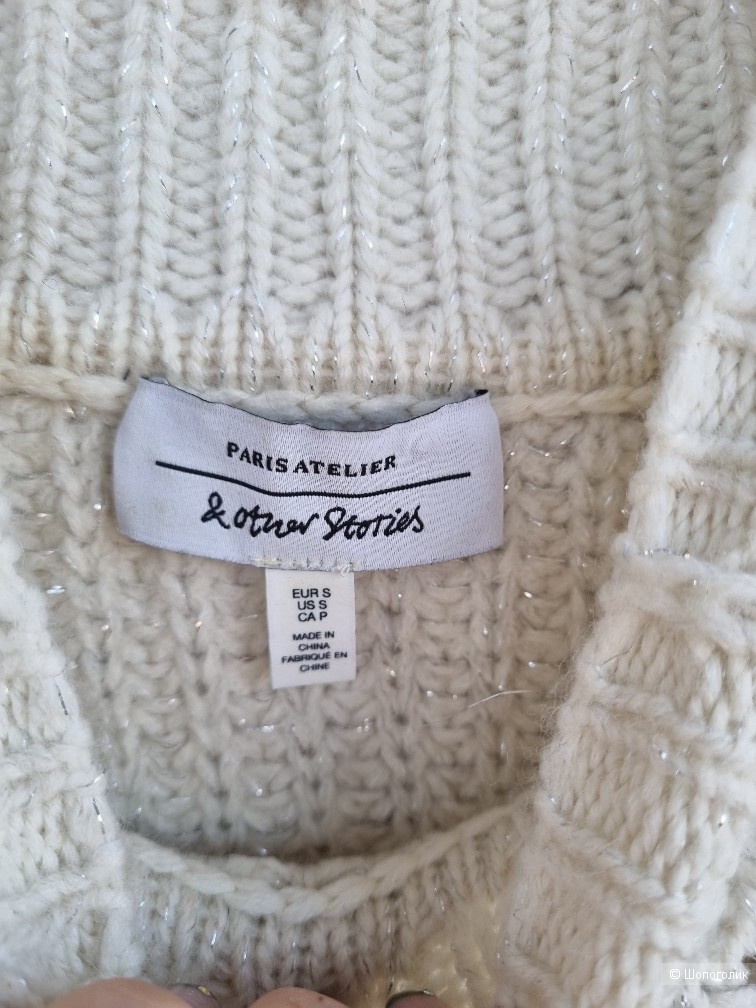 PARIS ATELIER
& other Stories
EUR S
US S
CA P
MADE IN
CHINA
FABRIQUÉ EN
CHINE
© Шопоголик